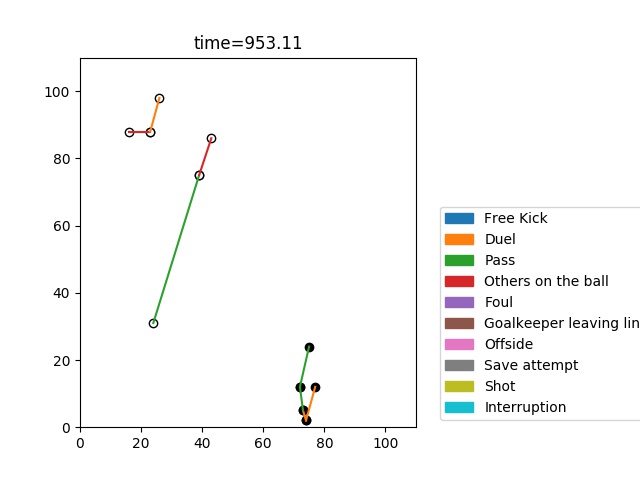 time=953.11
100
80
60
40
20
0
0 20 40 60 80 100
Free Kick
Duel
Pass
Others on the ball
Foul
Goalkeeper leaving lin
Offside
Save attempt
Shot
Interruption